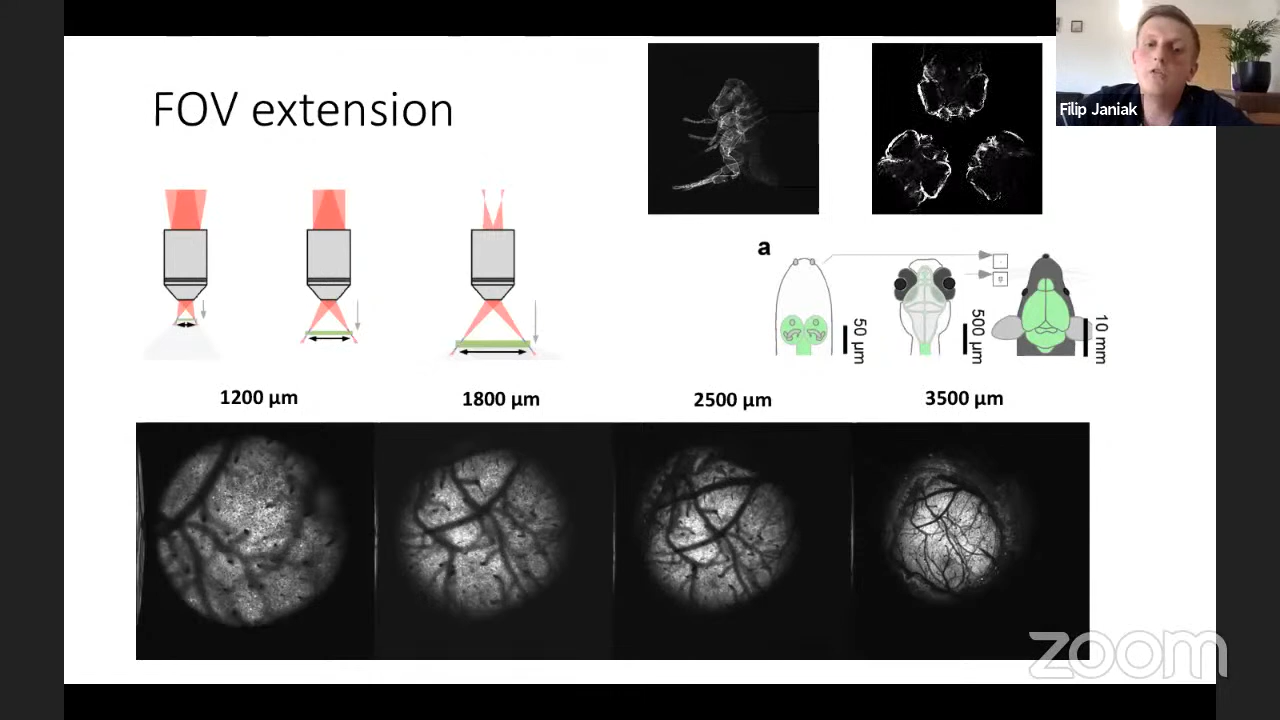 FOV extension
Filip Janiak
a
50 µm
500 µm
10 mm
1200 µm
1800 µm
2500 µm
3500 µm
zoom